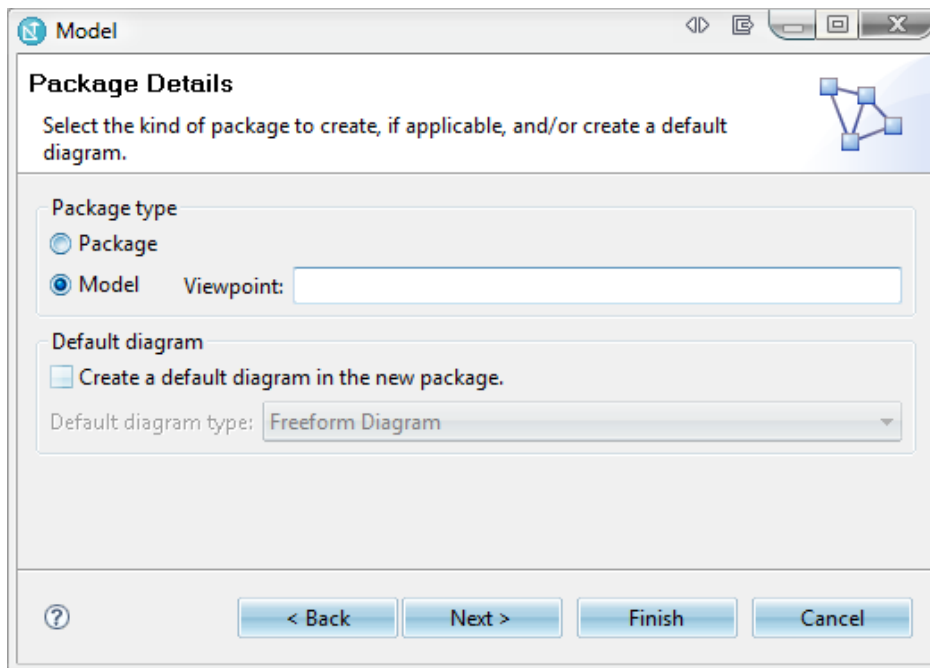 Model
Package Details
Select the kind of package to create, if applicable, and/or create a default
diagram.
Package type
Package
Model Viewpoint:
Default diagram
Create a default diagram in the new package.
Default diagram type: Freeform Diagram
? < Back Next > Finish Cancel